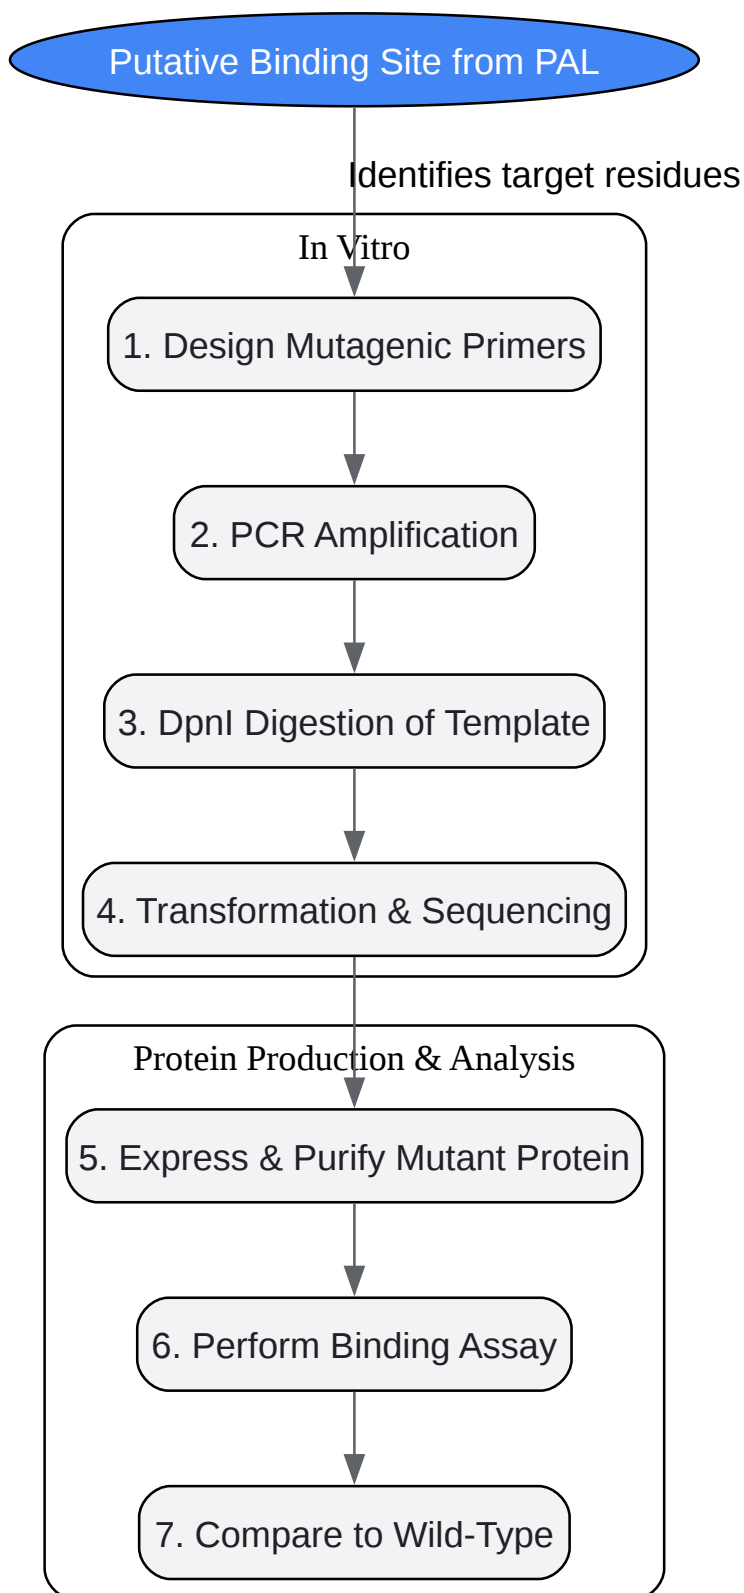 Putative Binding Site from PAL
Identifies target residues
In Vitro
1. Design Mutagenic Primers
2. PCR Amplification
3. DpnI Digestion of Template
4. Transformation & Sequencing
Protein Production & Analysis
5. Express & Purify Mutant Protein
6. Perform Binding Assay
7. Compare to Wild-Type